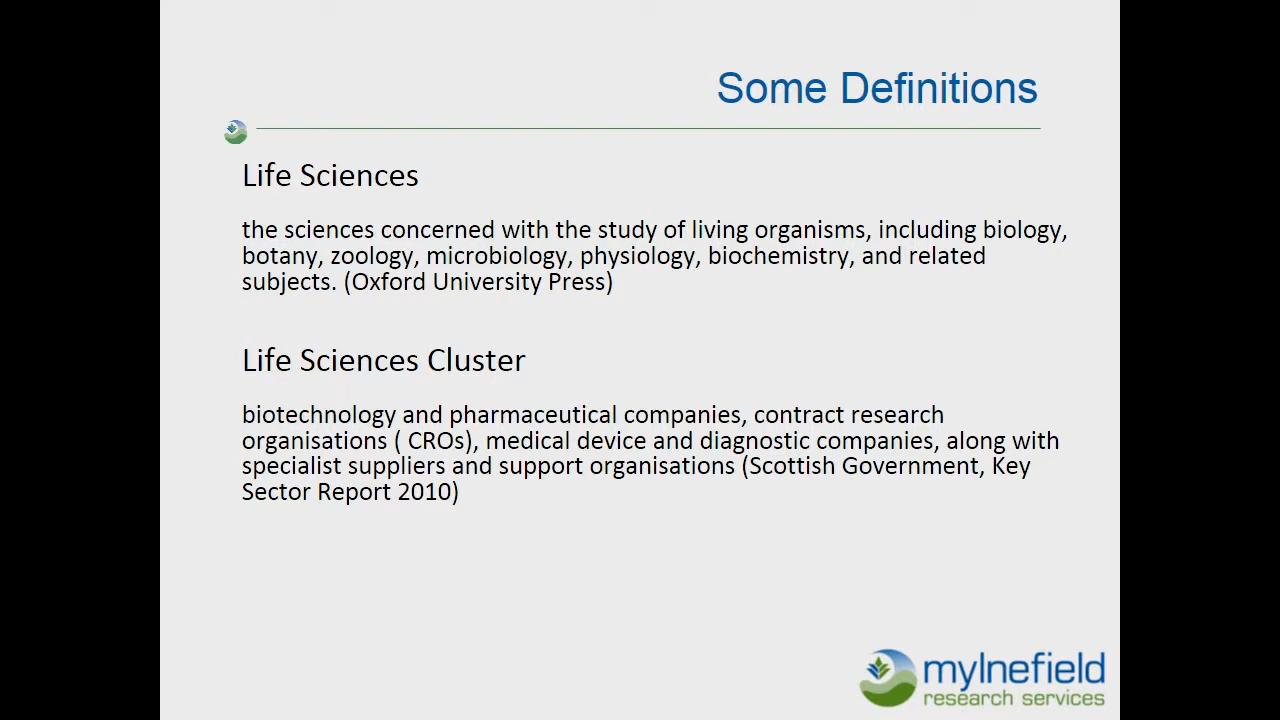 Some Definitions
Life Sciences
the sciences concerned with the study of living organisms, including biology,
botany, zoology, microbiology, physiology, biochemistry, and related
subjects. (Oxford University Press)
Life Sciences Cluster
biotechnology and pharmaceutical companies, contract research
organisations ( CROs), medical device and diagnostic companies, along with
specialist suppliers and support organisations (Scottish Government, Key
Sector Report 2010)
mylnefield
research services